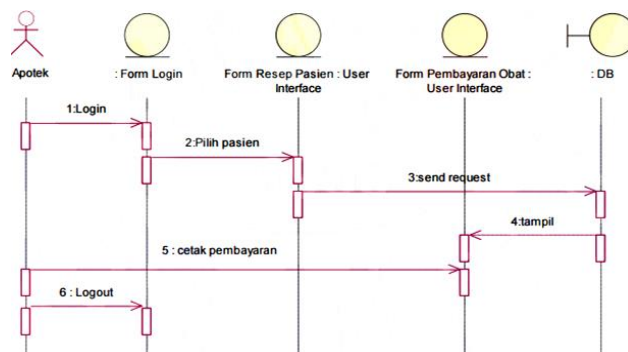 Apotek
: Form Login
Form Resep Pasien : User
Interface
Form Pembayaran Obat :
User Interface
: DB
1:Login
2:Pilih pasien
3:send request
4:tampil
5 : cetak pembayaran
6 : Logout